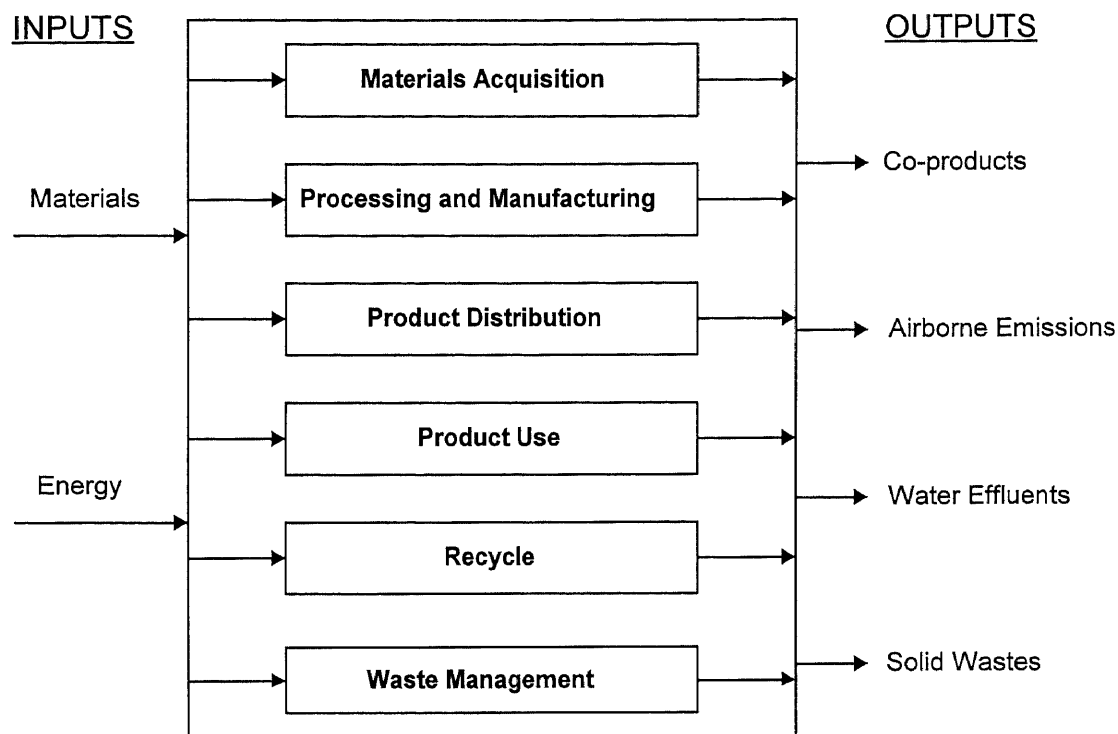 INPUTS
OUTPUTS
Materials Acquisition
Co-products
Materials
Processing and Manufacturing
Product Distribution
Airborne Emissions
Product Use
Energy
Water Effluents
Recycle
Solid Wastes
Waste Management